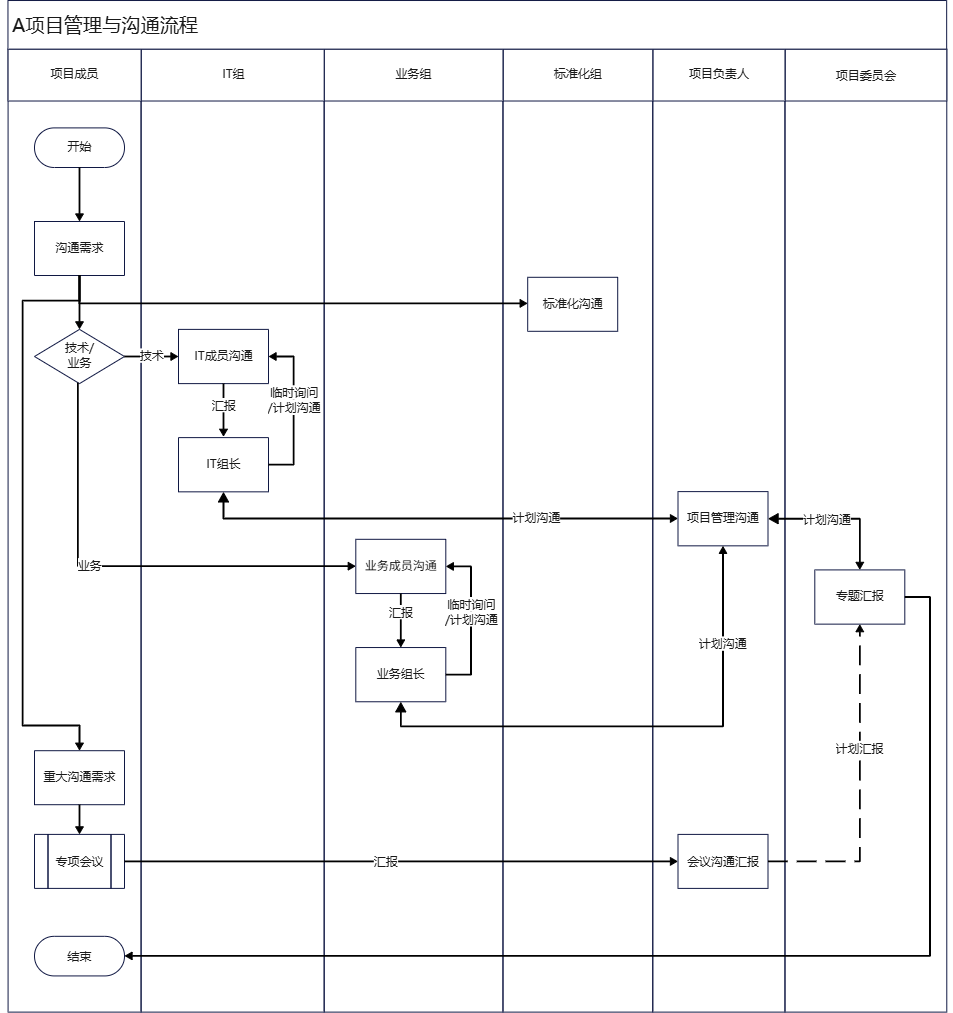 A项目管理与沟通流程
项目成员
IT组
业务组
标准化组
项目负责人
项目委员会
开始
沟通需求
标准化沟通
技术/
业务
技术
IT成员沟通
汇报
临时询问
/计划沟通
IT组长
计划沟通
项目管理沟通
计划沟通
业务
业务成员沟通
汇报
临时询问
/计划沟通
专题汇报
计划沟通
业务组长
计划汇报
重大沟通需求
专项会议
汇报
会议沟通汇报
结束